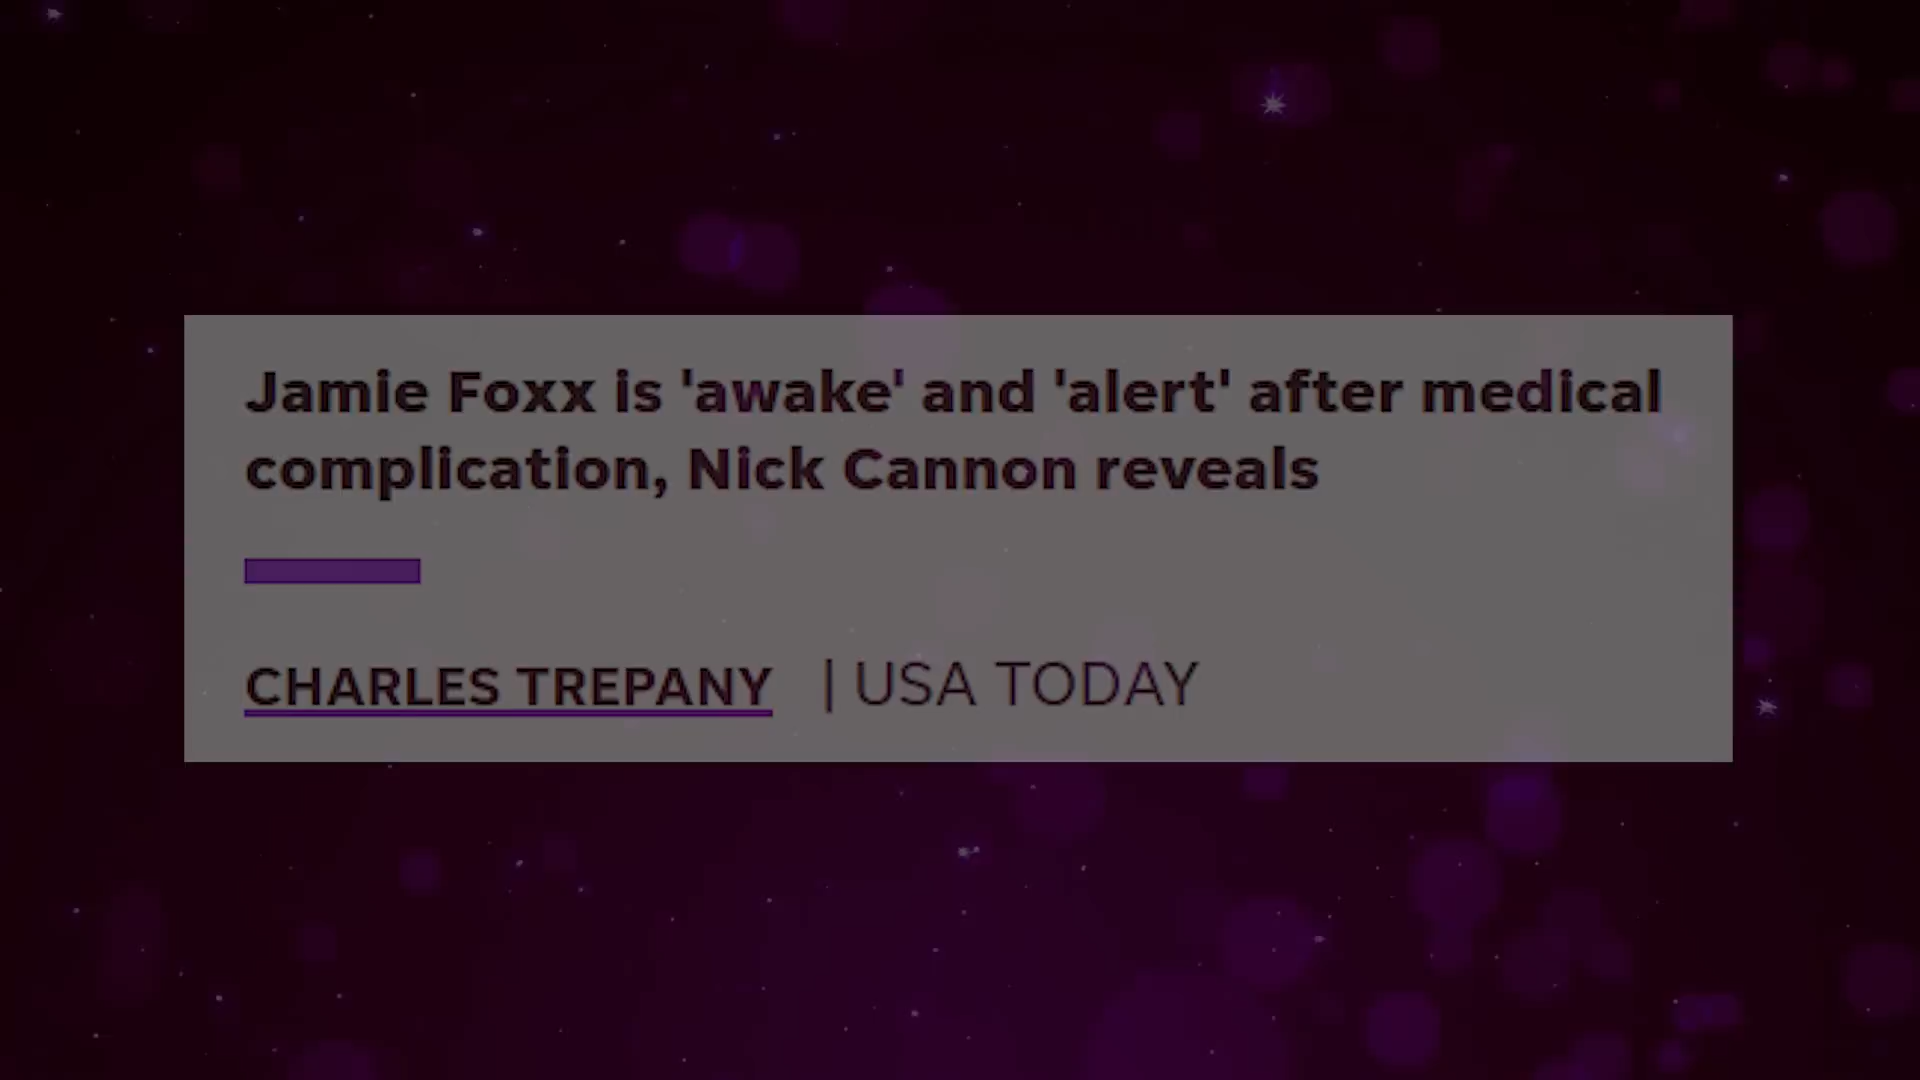 Jamie Foxx is 'awake' and 'alert' after medical
complication, Nick Cannon reveals
CHARLES TREPANY | USA TODAY